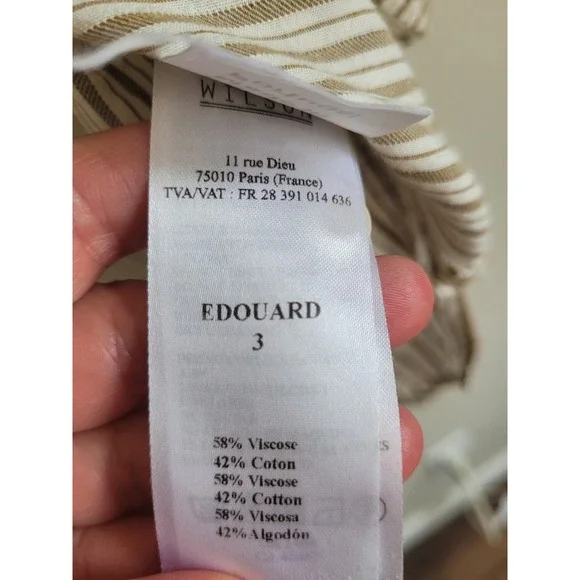 WILSON
11 rue Dieu
75010 Paris (France)
TVA/VAT : FR 28 391 014 636
EDOUARD
3
58% Viscose
42% Coton
58% Viscose
42% Cotton
58% Viscosa
42% Algodón